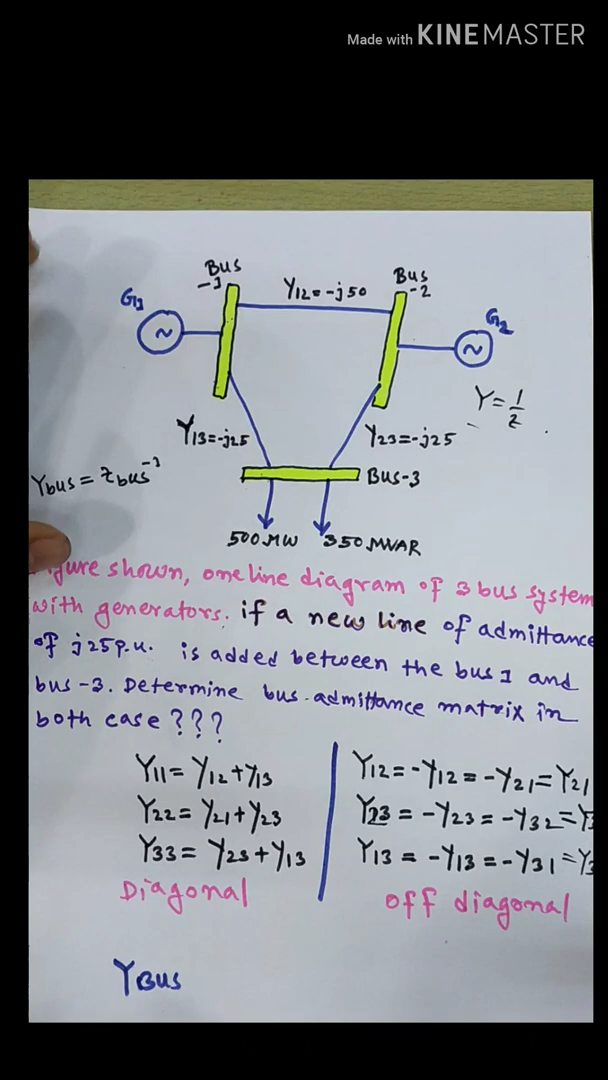 Made with KINEMASTER
Bus
-1
Bus
-2
G1
Y12=-j50
G2
Y=1/2
Y13=-j25
Y23=-j25
Ybus = Zbus⁻¹
Bus-3
500MW 350MVAR
figure shown, one line diagram of 3 bus system
with generators. if a new line of admittance
of j25p.u. is added between the bus 1 and
bus-3. Determine bus admittance matrix in
both case ???
Y11= Y12+Y13
Y12=-Y12=-Y21=Y21
Y22= Y21+Y23
Y23=-Y23=-Y32=Y
Y33= Y23+Y13
Y13=-Y13=-Y31=Y
Diagonal
off diagonal
YBUS